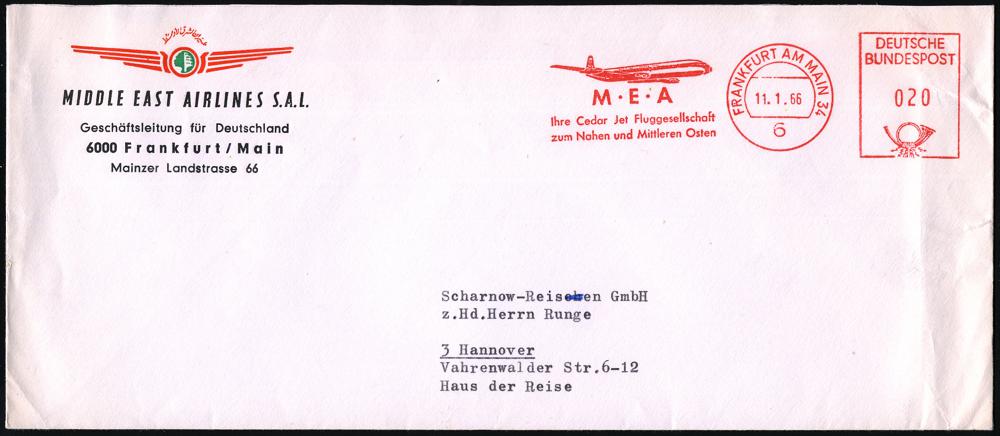 MIDDLE EAST AIRLINES S.A.L.
Geschäftsleitung für Deutschland
6000 Frankfurt/Main
Mainzer Landstrasse 66
M·E·A
Ihre Cedar Jet Fluggesellschaft
zum Nahen und Mittleren Osten
FRANKFURT AM MAIN 34
11.1.66
6
DEUTSCHE
BUNDESPOST
020
Scharnow-Reisen GmbH
z.Hd.Herrn Runge
3 Hannover
Vahrenwalder Str.6-12
Haus der Reise